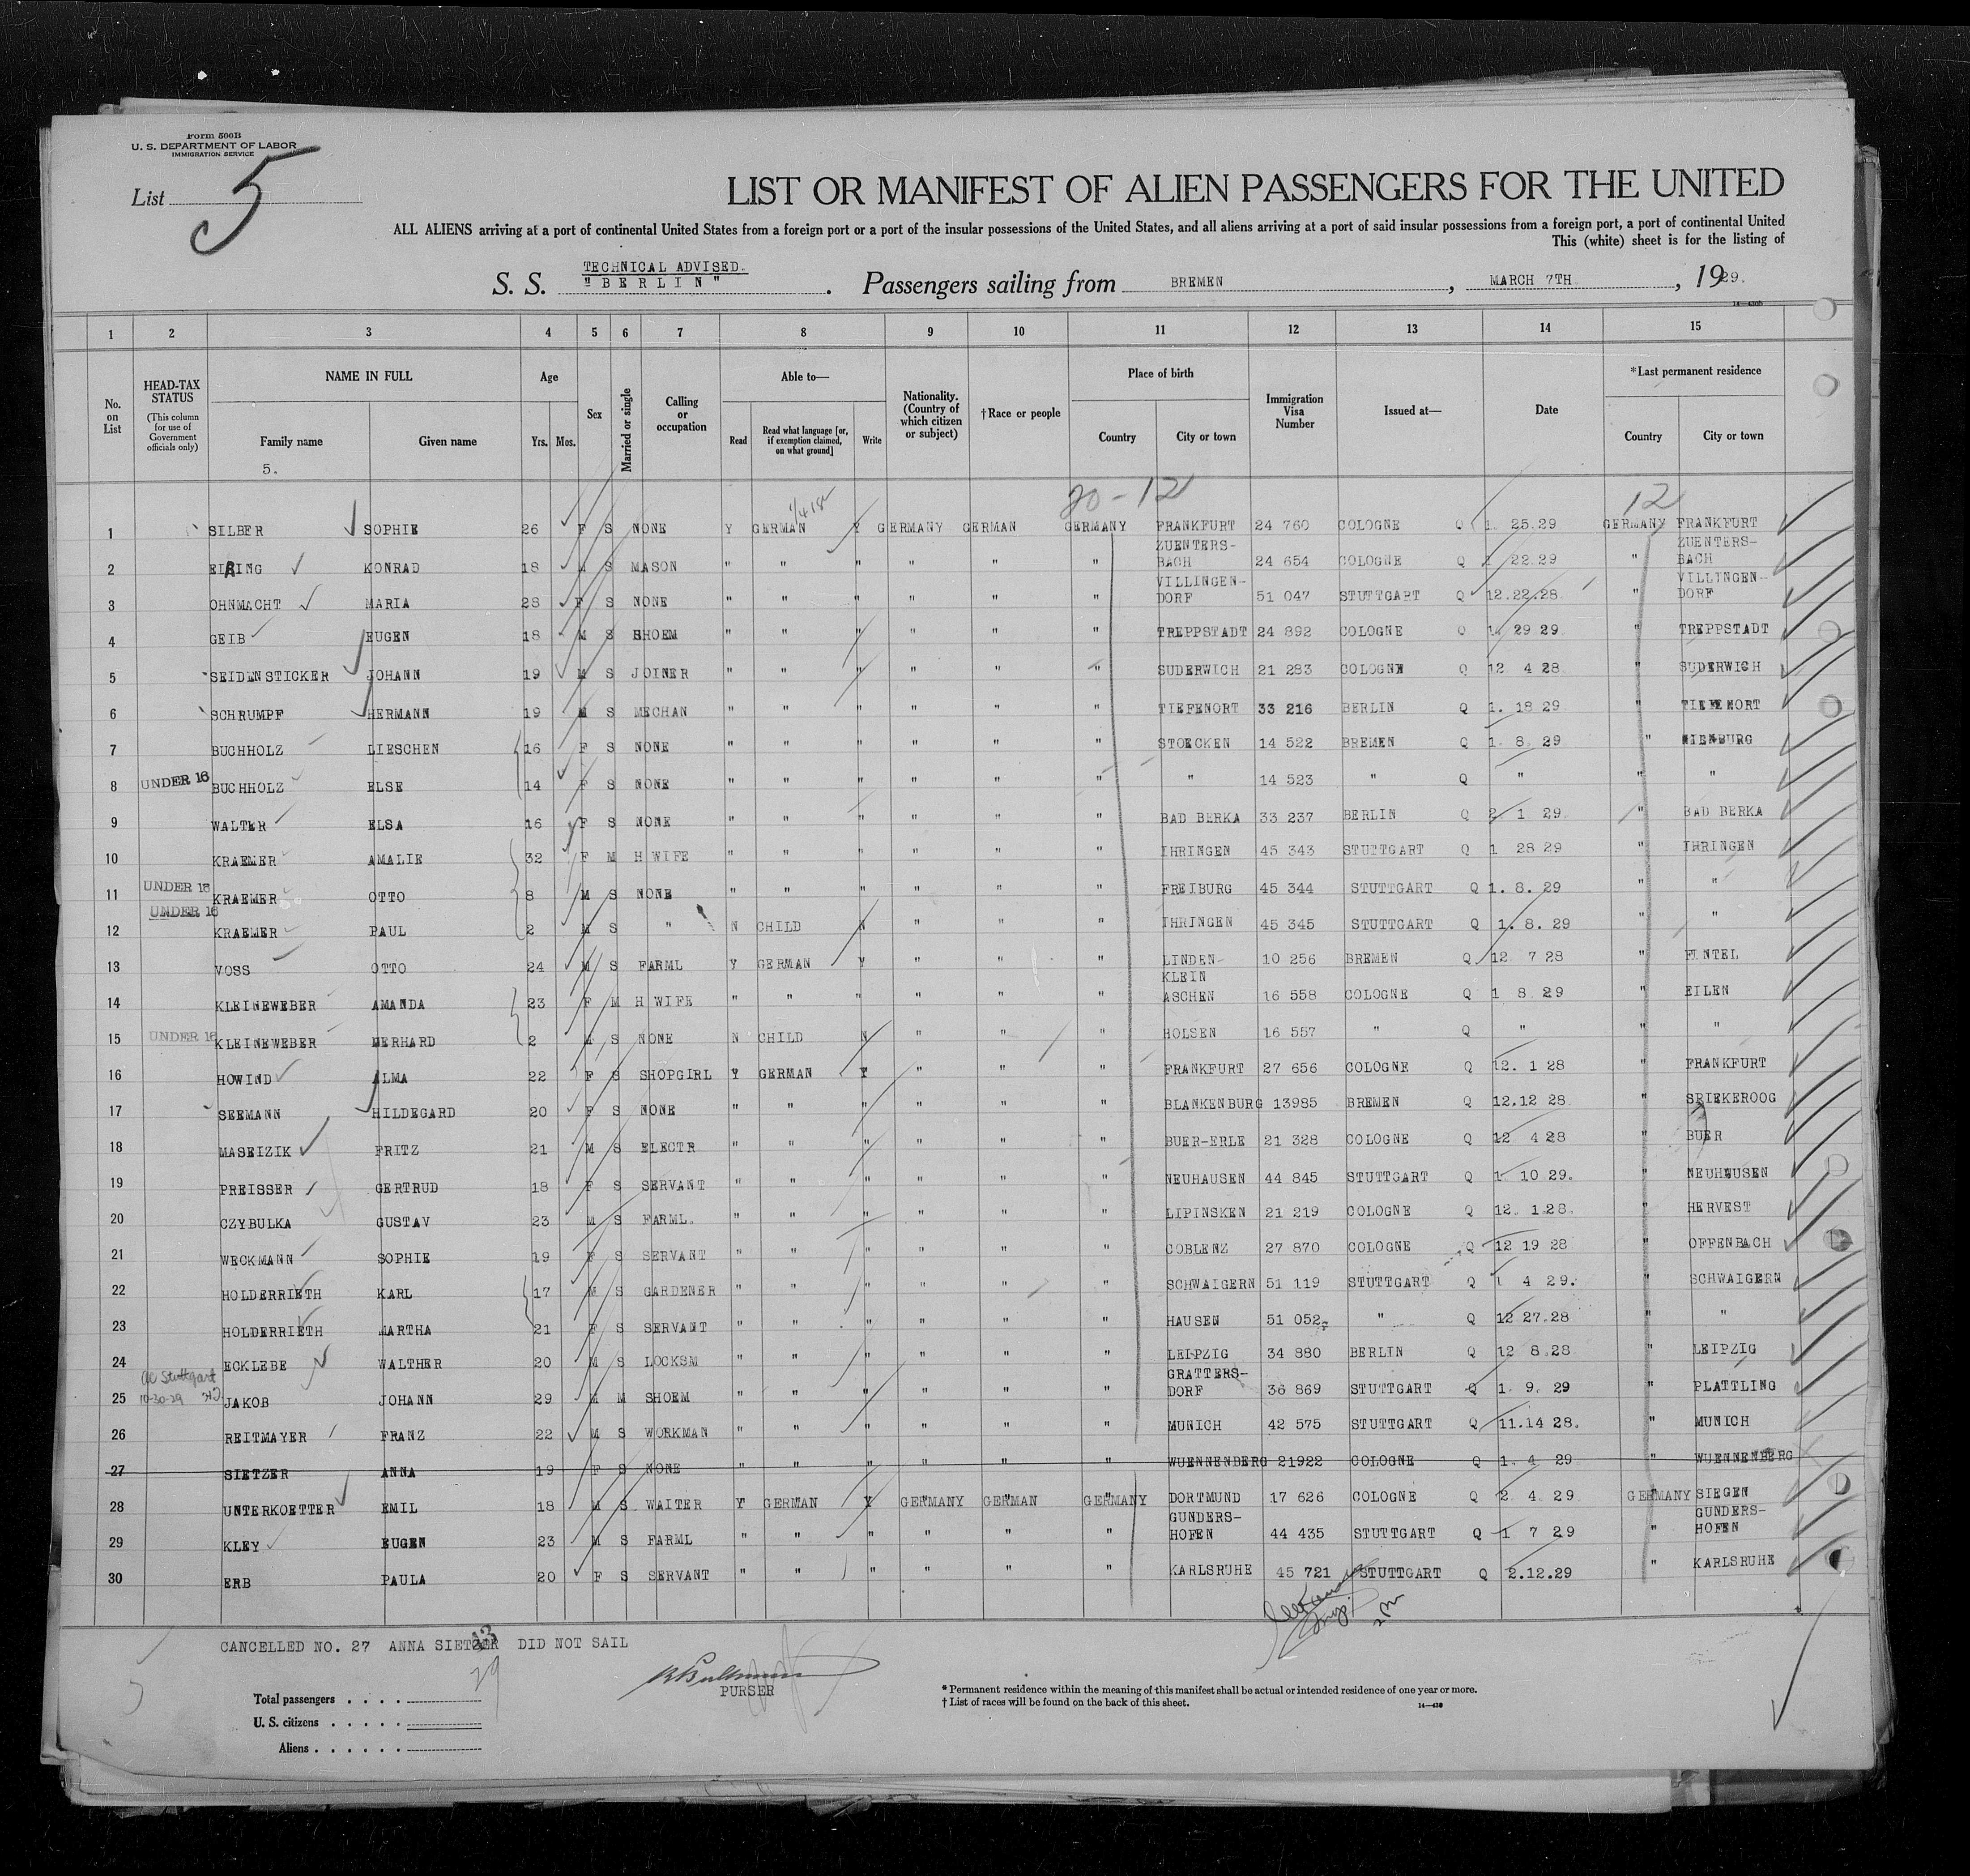 Form 500B
U. S. DEPARTMENT OF LABOR
IMMIGRATION SERVICE
List 5
LIST OR MANIFEST OF ALIEN PASSENGERS FOR THE UNITED
ALL ALIENS arriving at a port of continental United States from a foreign port or a port of the insular possessions of the United States, and all aliens arriving at a port of said insular possessions from a foreign port, a port of continental United
This (white) sheet is for the listing of
TECHNICAL ADVISED.
S. S. "BERLIN". Passengers sailing from BREMEN, MARCH 7TH, 1929.
14—430b
1 2 3 4 5 6 7 8 9 10 11 12 13 14 15
No. on List
HEAD-TAX STATUS (This column for use of Government officials only)
NAME IN FULL
Family name Given name
5.
Age
Yrs. Mos.
Sex
Married or single
Calling or occupation
Able to—
Read Read what language [or, if exemption claimed, on what ground] Write
Nationality. (Country of which citizen or subject)
†Race or people
Place of birth
Country City or town
Immigration Visa Number
Issued at—
Date
*Last permanent residence
Country City or town
20-12 12
1 SILBER SOPHIE 26 F S NONE Y GERMAN Y GERMANY GERMAN GERMANY FRANKFURT 24 760 COLOGNE Q 1 25.29 GERMANY FRANKFURT
2 EIRING KONRAD 18 M S MASON " " " " " " ZUENTERS-BACH 24 654 COLOGNE Q 1 22.29 " ZUENTERS-BACH
3 OHNMACHT MARIA 28 F S NONE " " " " " " VILLINGEN-DORF 51 047 STUTTGART Q 12.22.28 " VILLINGEN-DORF
4 GEIB EUGEN 18 M S SHOEM " " " " " " TREPPSTADT 24 892 COLOGNE Q 1. 29 29 " TREPPSTADT
5 SEIDENSTICKER JOHANN 19 M S JOINER " " " " " " SUDERWICH 21 283 COLOGNE Q 12 4 28 " SUDERWICH
6 SCHRUMPF HERMANN 19 M S MECHAN " " " " " " TIEFENORT 33 216 BERLIN Q 1. 18 29 " TIEFENORT
7 BUCHHOLZ LIESCHEN 16 F S NONE " " " " " " STOECKEN 14 522 BREMEN Q 1. 8. 29 " NIENBURG
8 UNDER 16 BUCHHOLZ ELSE 14 F S NONE " " " " " " " 14 523 " Q " " "
9 WALTER ELSA 16 F S NONE " " " " " " BAD BERKA 33 237 BERLIN Q 2 1 29. " BAD BERKA
10 KRAEMER AMALIE 32 F M H WIFE " " " " " " IHRINGEN 45 343 STUTTGART Q 1 28 29 " IHRINGEN
11 UNDER 16 KRAEMER OTTO 8 M S NONE " " " " " " FREIBURG 45 344 STUTTGART Q 1. 8. 29 " "
12 UNDER 16 KRAEMER PAUL 2 M S " N CHILD N " " " IHRINGEN 45 345 STUTTGART Q 1. 8. 29 " "
13 VOSS OTTO 24 M S FARML Y GERMAN Y " " " LINDEN- 10 256 BREMEN Q 12 7 28 " FINTEL
14 KLEINEWEBER AMANDA 23 F M H WIFE " " " " " " KLEIN ASCHEN 16 558 COLOGNE Q 1 8 29 " EILEN
15 UNDER 16 KLEINEWEBER GERHARD 2 M S NONE N CHILD N " " " HOLSEN 16 557 " Q " " "
16 HOWIND ALMA 22 F S SHOPGIRL Y GERMAN Y " " " FRANKFURT 27 656 COLOGNE Q 12. 1 28 " FRANKFURT
17 SEEMANN HILDEGARD 20 F S NONE " " " " " " BLANKENBURG 13985 BREMEN Q 12.12 28 " SPIEKEROOG
18 MASEIZIK FRITZ 21 M S ELECTR " " " " " " BUER-ERLE 21 328 COLOGNE Q 12 4 28 " BUER
19 PREISSER GERTRUD 18 F S SERVANT " " " " " " NEUHAUSEN 44 845 STUTTGART Q 1 10 29. " NEUHAUSEN
20 CZYBULKA GUSTAV 23 M S FARML. " " " " " " LIPINSKEN 21 219 COLOGNE Q 12. 1.28. " HERVEST
21 WECKMANN SOPHIE 19 F S SERVANT " " " " " " COBLENZ 27 870 COLOGNE Q 12 19 28 " OFFENBACH
22 HOLDERRIETH KARL 17 M S GARDENER " " " " " " SCHWAIGERN 51 119 STUTTGART Q 1 4 29. " SCHWAIGERN
23 HOLDERRIETH MARTHA 21 F S SERVANT " " " " " " HAUSEN 51 052 " Q 12 27.28 " "
24 ECKLEBE WALTHER 20 M S LOCKSM " " " " " " LEIPZIG 34 880 BERLIN Q 12 8.28 " LEIPZIG
Stuttgart
10-30-29
25 JAKOB JOHANN 29 M M SHOEM " " " " " " GRATTERS-DORF 36 869 STUTTGART Q 1. 9. 29 " PLATTLING
26 REITMAYER FRANZ 22 M S WORKMAN " " " " " " MUNICH 42 575 STUTTGART Q 11.14 28. " MUNICH
27 SIETZER ANNA 19 F S NONE " " " " " " WUENNENBERG 21922 COLOGNE Q 1. 4 29 " WUENNENBERG
28 UNTERKOETTER EMIL 18 M S WAITER Y GERMAN Y GERMANY GERMAN GERMANY DORTMUND 17 626 COLOGNE Q 2. 4. 29 GERMANY SIEGEN
29 KLEY EUGEN 23 M S FARML " " " " " " GUNDERS-HOFEN 44 435 STUTTGART Q 1 7 29 " GUNDERS-HOFEN
30 ERB PAULA 20 F S SERVANT " " " " " " KARLSRUHE 45 721 STUTTGART Q 2.12.29 " KARLSRUHE
CANCELLED NO. 27 ANNA SIETZER DID NOT SAIL
29
PURSER
Total passengers . . . .
U. S. citizens . . . . .
Aliens . . . . . .
* Permanent residence within the meaning of this manifest shall be actual or intended residence of one year or more.
† List of races will be found on the back of this sheet.
14—430